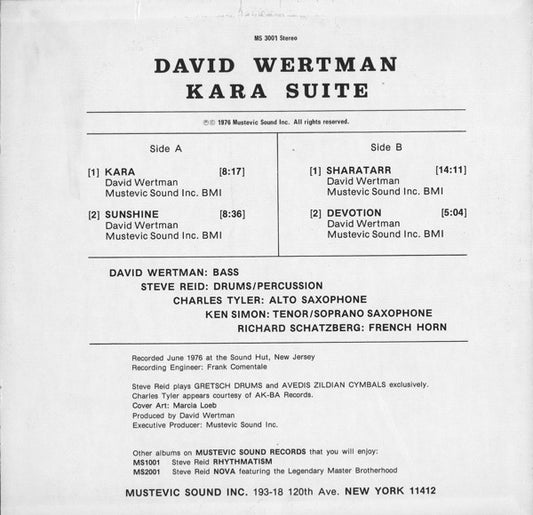 MS 3001 Stereo
DAVID WERTMAN
KARA SUITE
℗© 1976 Mustevic Sound Inc. All rights reserved.
Side A
[1] KARA [8:17]
David Wertman
Mustevic Sound Inc. BMI
[2] SUNSHINE [8:36]
David Wertman
Mustevic Sound Inc. BMI
Side B
[1] SHARATARR [14:11]
David Wertman
Mustevic Sound Inc. BMI
[2] DEVOTION [5:04]
David Wertman
Mustevic Sound Inc. BMI
DAVID WERTMAN: BASS
STEVE REID: DRUMS/PERCUSSION
CHARLES TYLER: ALTO SAXOPHONE
KEN SIMON: TENOR/SOPRANO SAXOPHONE
RICHARD SCHATZBERG: FRENCH HORN
Recorded June 1976 at the Sound Hut, New Jersey
Recording Engineer: Frank Comentale
Steve Reid plays GRETSCH DRUMS and AVEDIS ZILDIAN CYMBALS exclusively.
Charles Tyler appears courtesy of AK-BA Records.
Cover Art: Marcia Loeb
Produced by David Wertman
Executive Producer: Mustevic Sound Inc.
Other albums on MUSTEVIC SOUND RECORDS that you will enjoy:
MS1001 Steve Reid RHYTHMATISM
MS2001 Steve Reid NOVA featuring the Legendary Master Brotherhood
MUSTEVIC SOUND INC. 193-18 120th Ave. NEW YORK 11412